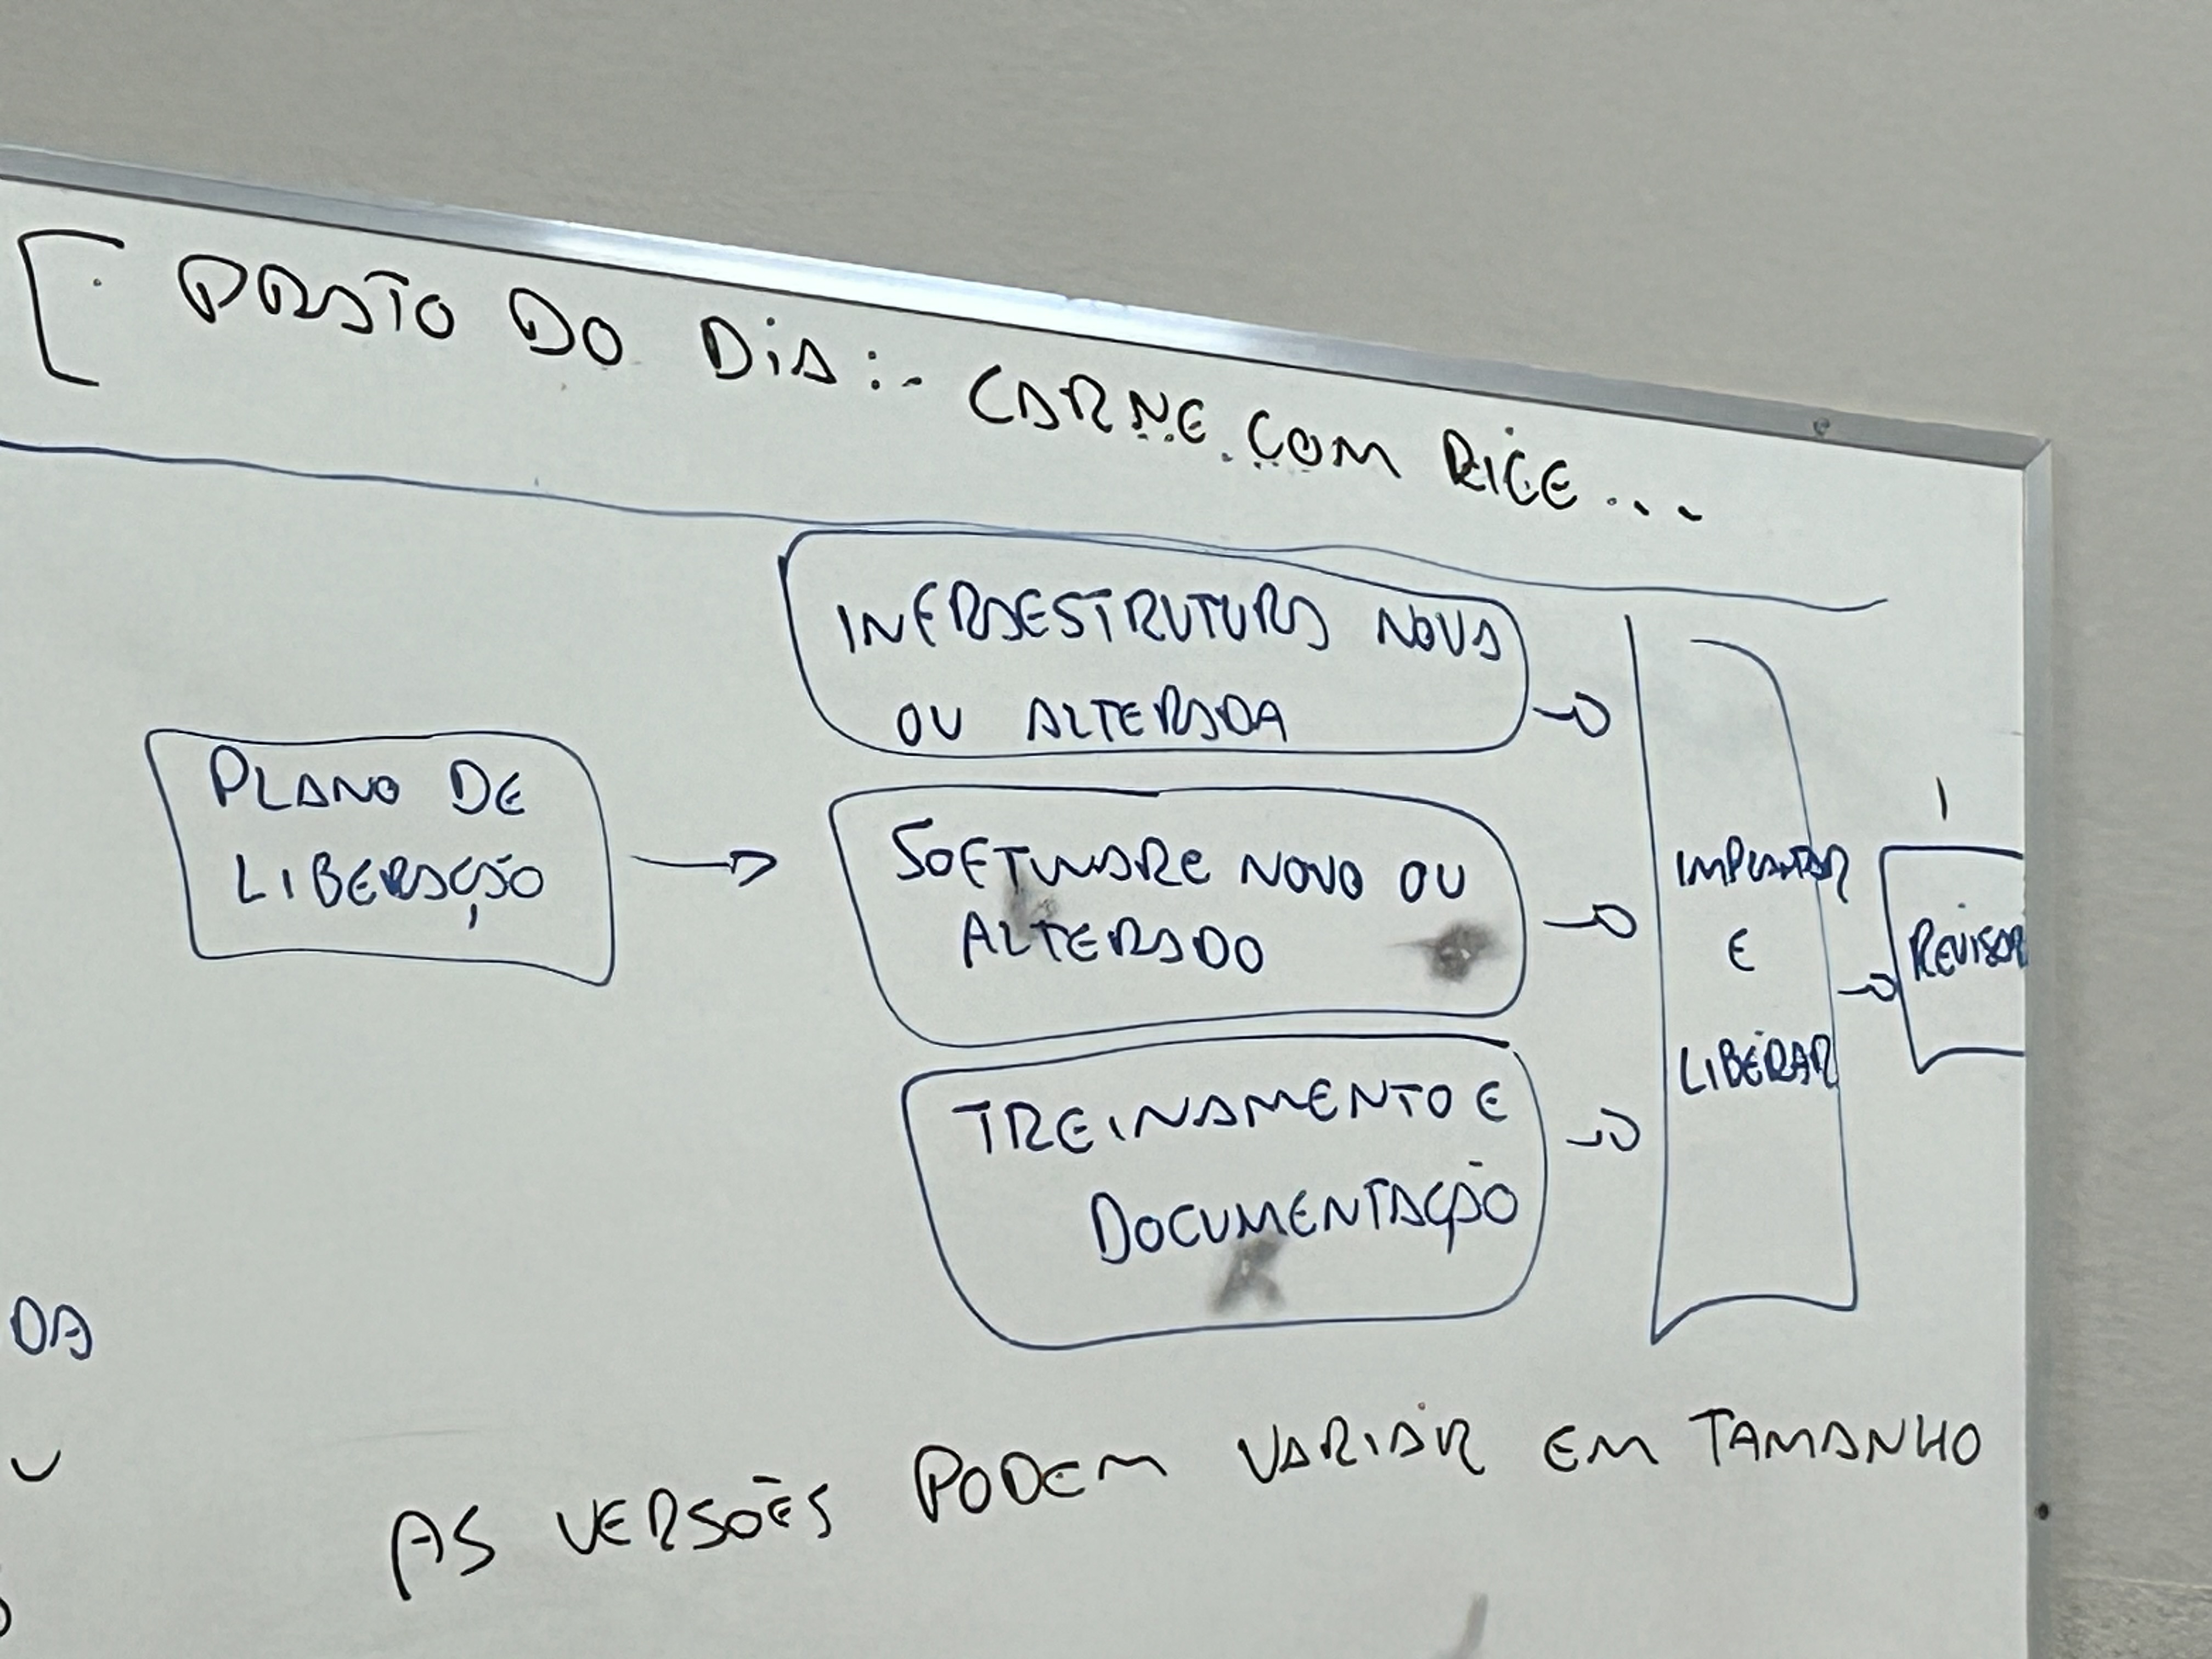 PRATO DO DIA:- CARNE COM RICE...
INFRAESTRUTURA NOVA
OU ALTERADA
PLANO DE
LIBERAÇÃO
SOFTWARE NOVO OU
ALTERADO
TREINAMENTO E
DOCUMENTAÇÃO
IMPLANTAR
E
LIBERAR
REVISAR
DA
AS VERSÕES PODEM VARIAR EM TAMANHO